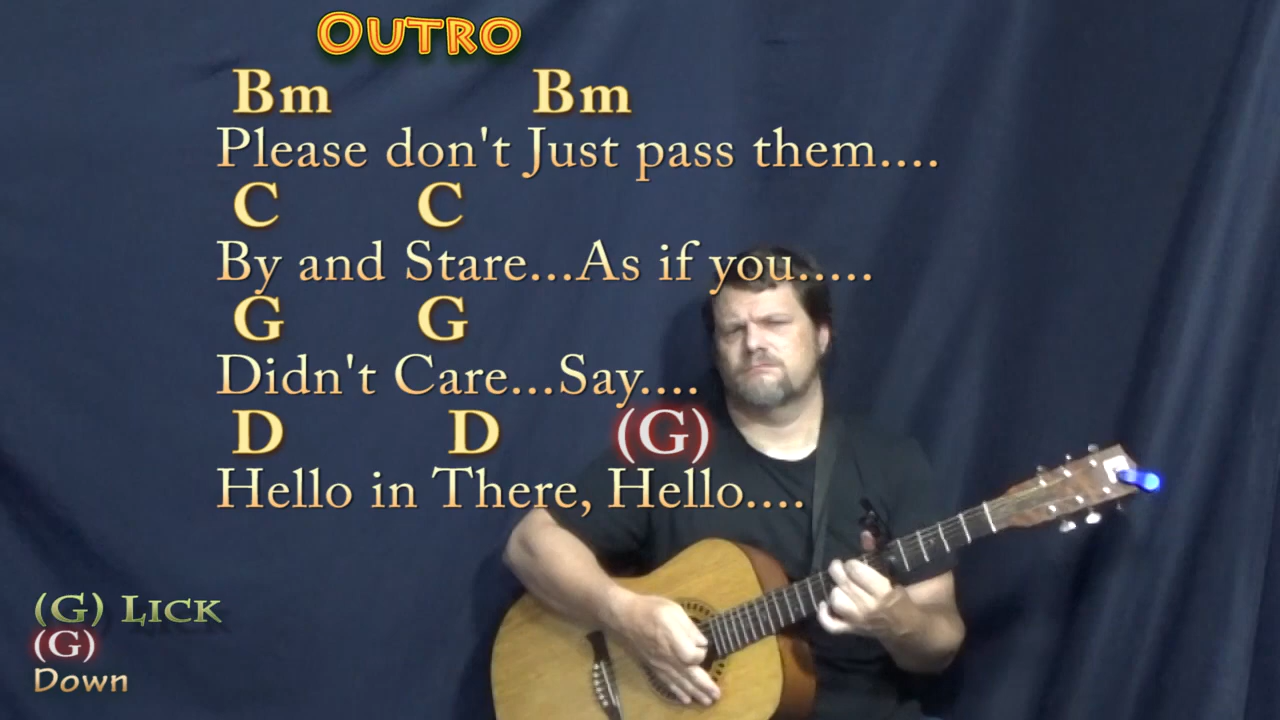 OUTRO
Bm Bm
Please don't Just pass them....
C C
By and Stare...As if you.....
G G
Didn't Care...Say....
D D (G)
Hello in There, Hello....
(G) LICK
(G)
Down